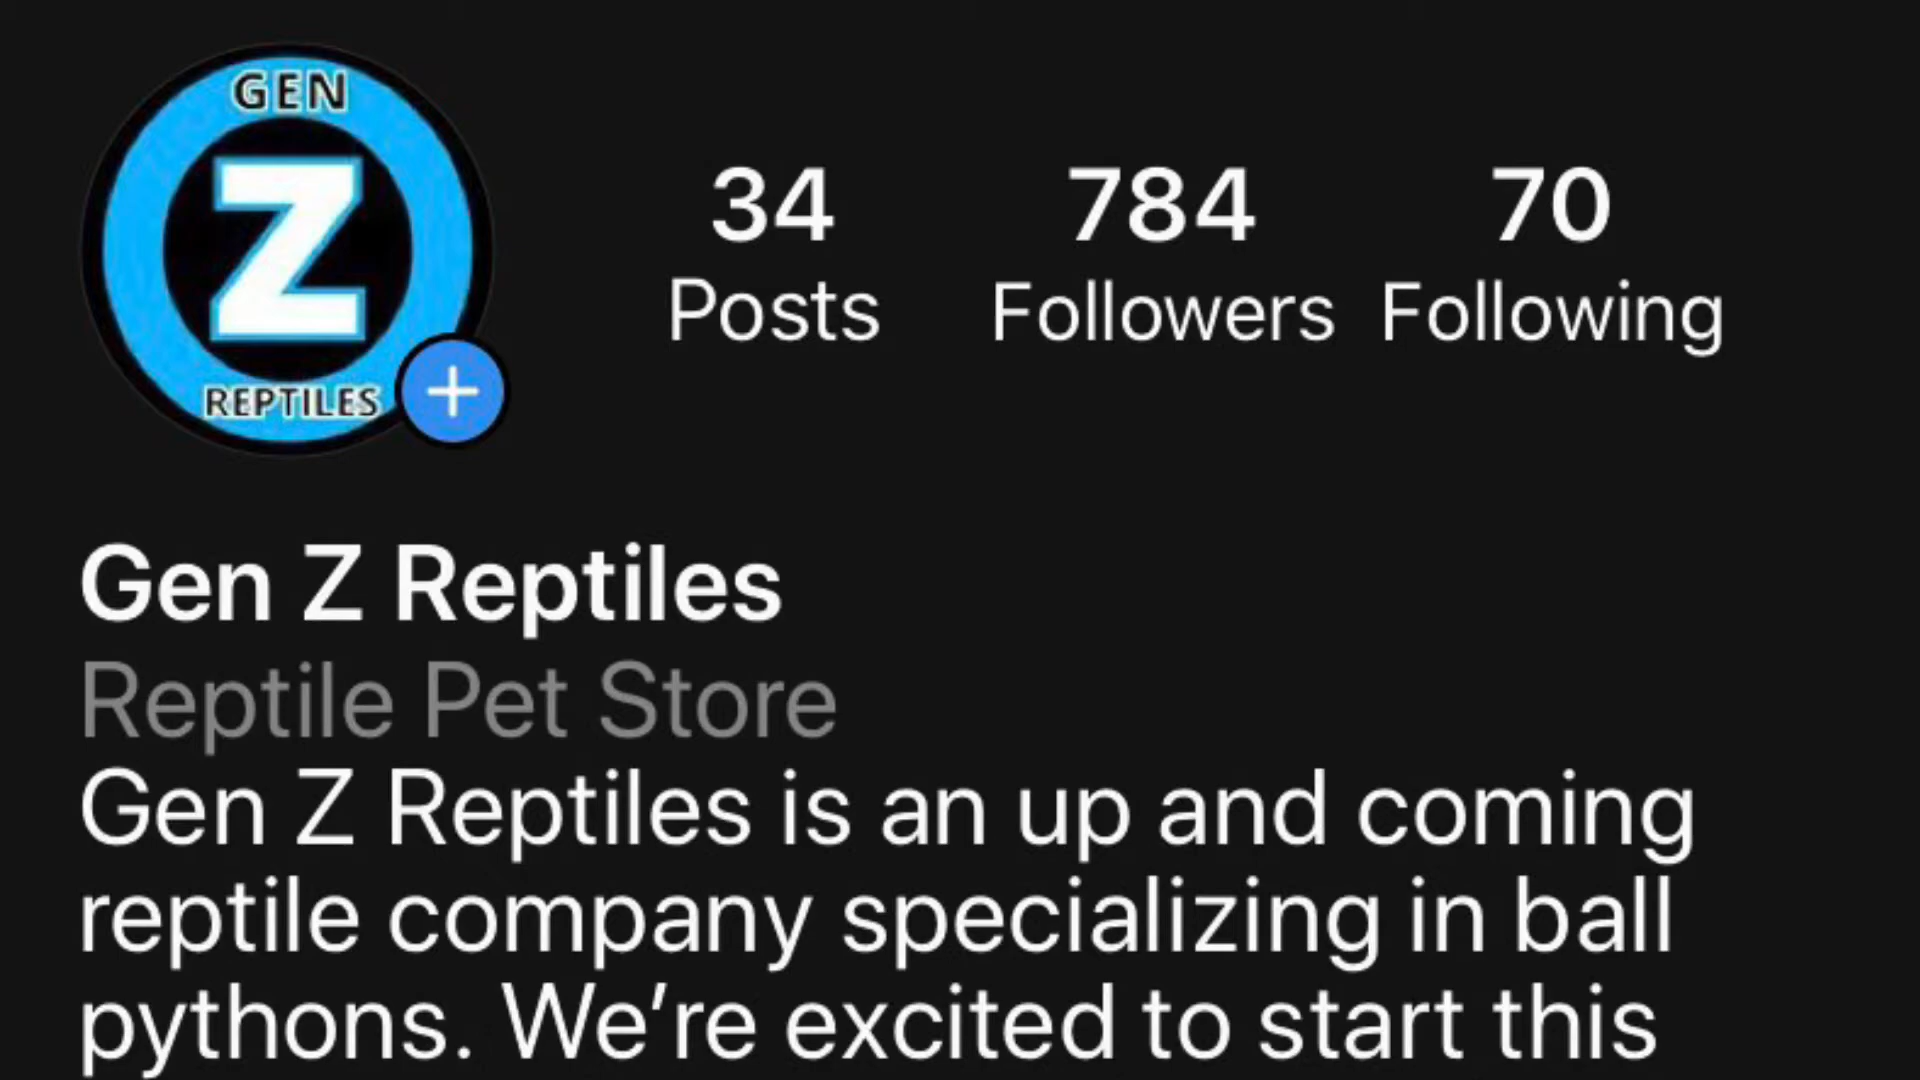 GEN
Z
REPTILES
34 784 70
Posts Followers Following
Gen Z Reptiles
Reptile Pet Store
Gen Z Reptiles is an up and coming
reptile company specializing in ball
pythons. We’re excited to start this